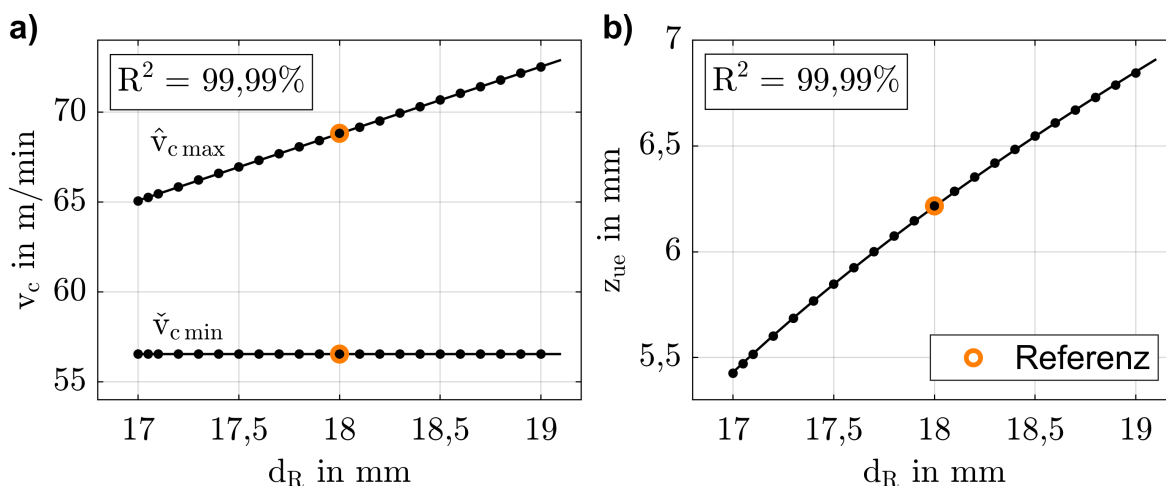 a)
R² = 99,99%
v̂c max
v̌c min
vc in m/min
70
65
60
55
17
17,5
18
18,5
19
dR in mm
b)
R² = 99,99%
zue in mm
7
6,5
6
5,5
Referenz
17
17,5
18
18,5
19
dR in mm